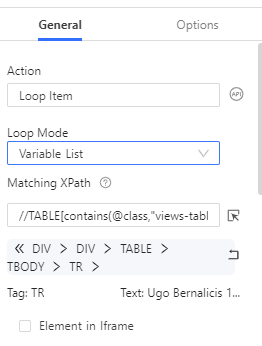 General Options
Action
Loop Item
API
Loop Mode
Variable List
Matching XPath ?
//TABLE[contains(@class,"views-tabl
« DIV > DIV > TABLE >
TBODY > TR >
Tag: TR Text: Ugo Bernalicis 1...
Element in Iframe